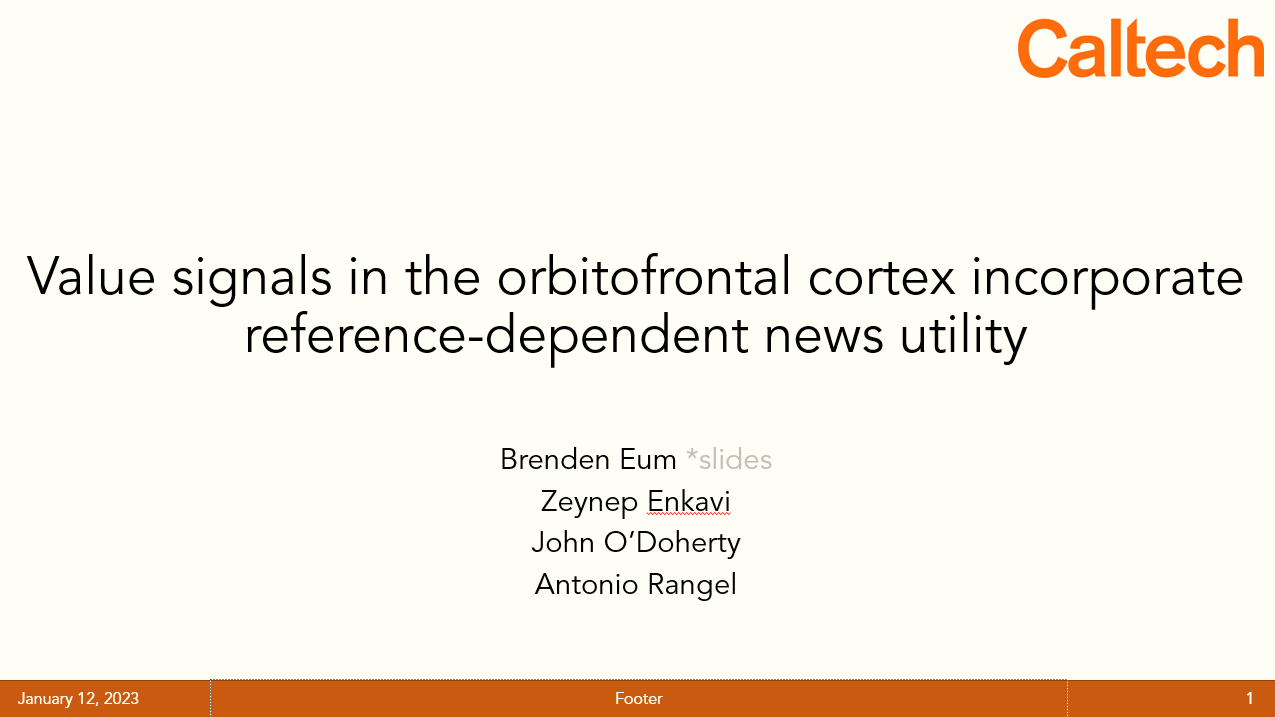 Caltech
Value signals in the orbitofrontal cortex incorporate
reference-dependent news utility
Brenden Eum *slides
Zeynep Enkavi
John O’Doherty
Antonio Rangel
January 12, 2023
Footer
1